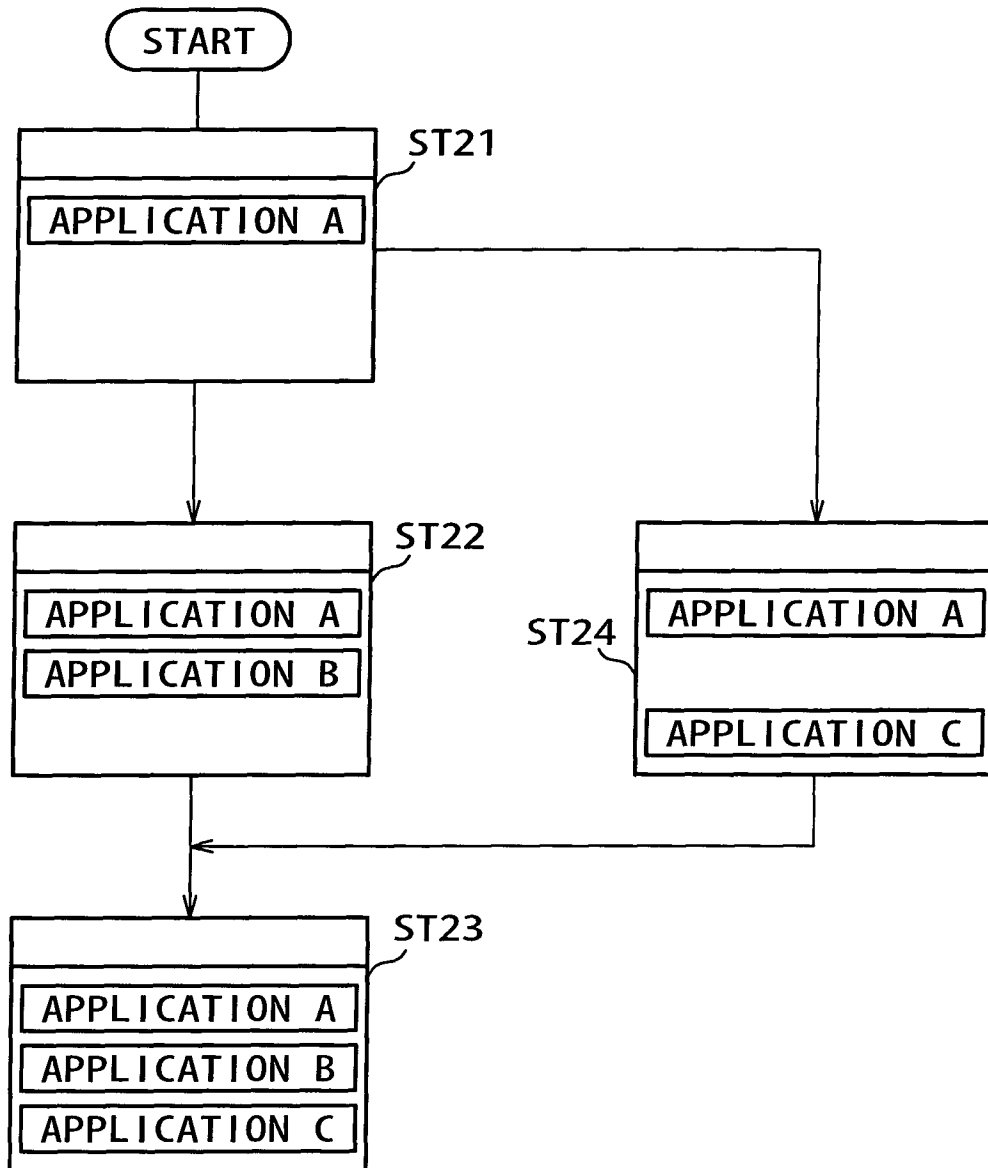 START
ST21
APPLICATION A
ST22
APPLICATION A
APPLICATION B
ST24
APPLICATION A
APPLICATION C
ST23
APPLICATION A
APPLICATION B
APPLICATION C